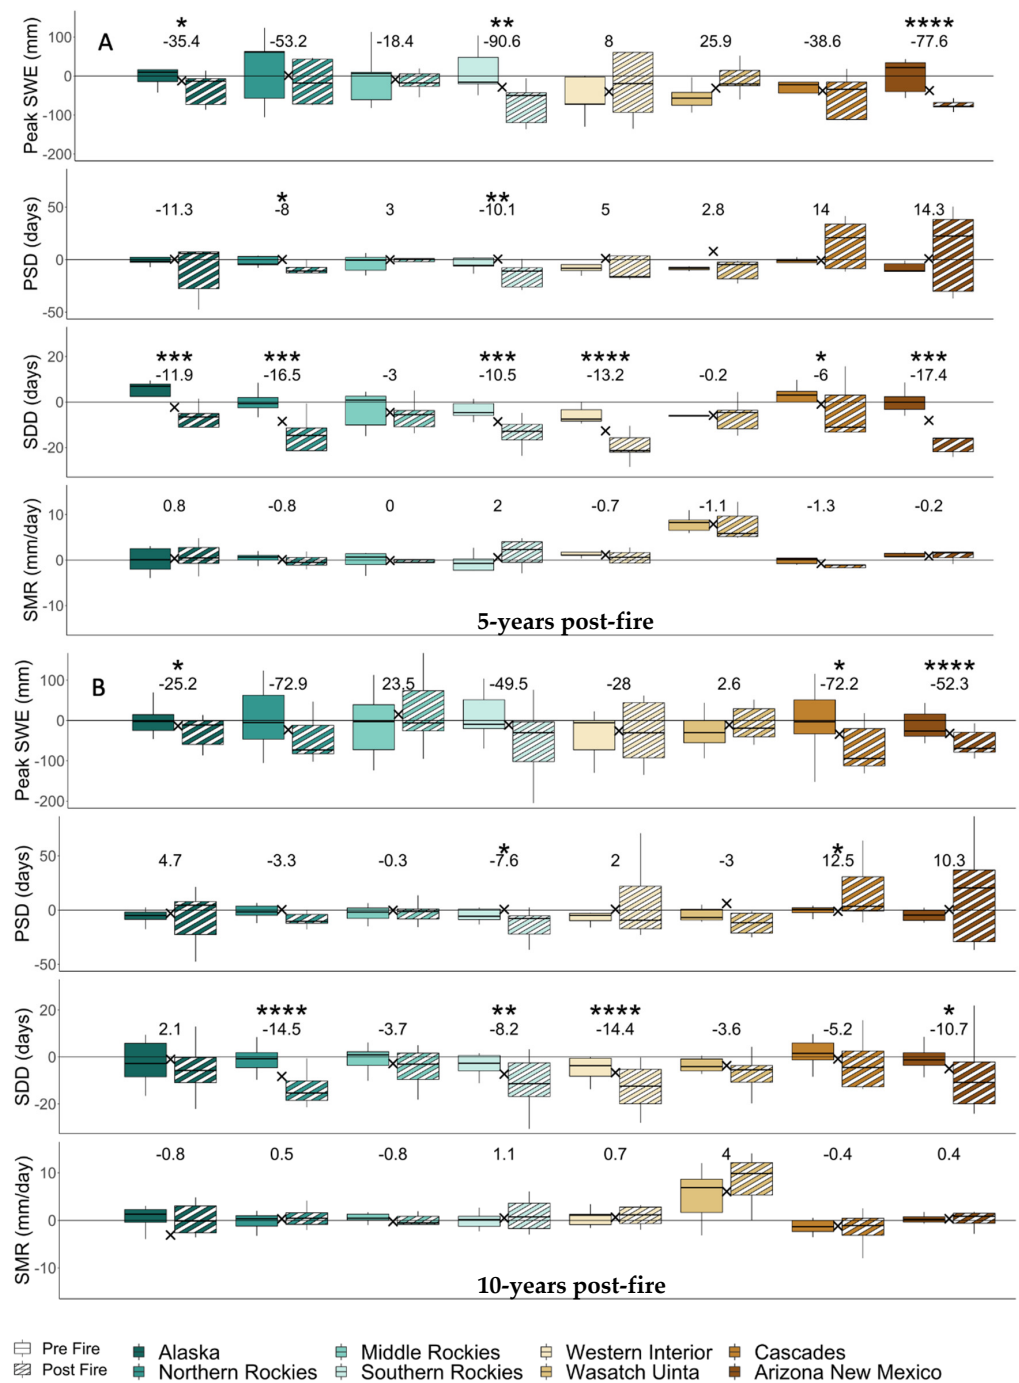 A
Peak SWE (mm)
100
0
-100
-200
* ** ****
-35.4 -53.2 -18.4 -90.6 8 25.9 -38.6 -77.6
PSD (days)
50
0
-50
* **
-11.3 -8 3 -10.1 5 2.8 14 14.3
SDD (days)
20
0
-20
*** *** *** **** * ***
-11.9 -16.5 -3 -10.5 -13.2 -0.2 -6 -17.4
SMR (mm/day)
10
0
-10
0.8 -0.8 0 2 -0.7 -1.1 -1.3 -0.2
5-years post-fire
B
Peak SWE (mm)
100
0
-100
-200
* * ****
-25.2 -72.9 23.5 -49.5 -28 2.6 -72.2 -52.3
PSD (days)
50
0
-50
* *
4.7 -3.3 -0.3 -7.6 2 -3 12.5 10.3
SDD (days)
20
0
-20
**** ** **** *
2.1 -14.5 -3.7 -8.2 -14.4 -3.6 -5.2 -10.7
SMR (mm/day)
10
0
-10
-0.8 0.5 -0.8 1.1 0.7 4 -0.4 0.4
10-years post-fire
Pre Fire Alaska Middle Rockies Western Interior Cascades
Post Fire Northern Rockies Southern Rockies Wasatch Uinta Arizona New Mexico